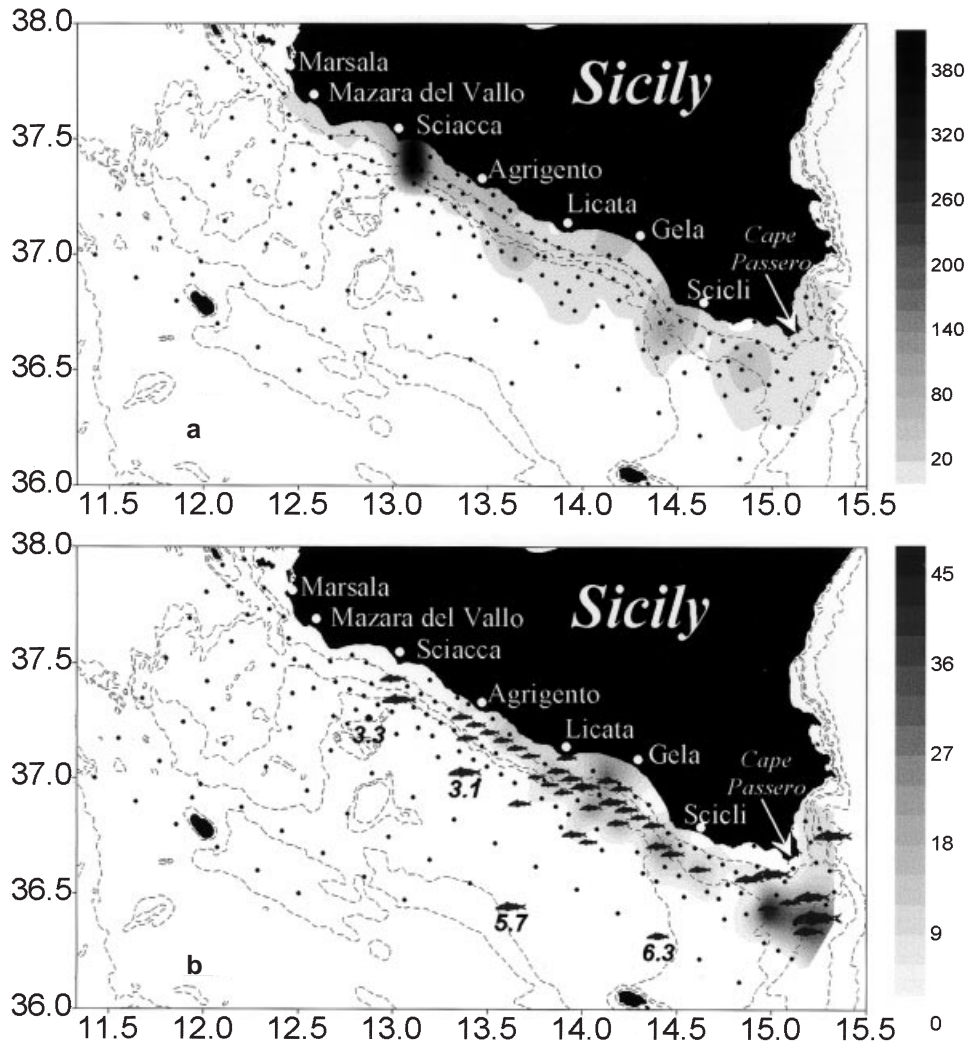 38.0
Marsala
Sicily
Mazara del Vallo
Sciacca
37.5
Agrigento
Licata
Gela
Cape
Passero
37.0
Scicli
36.5
a
36.0
11.5 12.0 12.5 13.0 13.5 14.0 14.5 15.0 15.5
380
320
260
200
140
80
20
38.0
Marsala
Sicily
Mazara del Vallo
Sciacca
37.5
Agrigento
Licata
3.3
Gela
Cape
Passero
37.0
3.1
Scicli
36.5
5.7
6.3
b
36.0
11.5 12.0 12.5 13.0 13.5 14.0 14.5 15.0 15.5
45
36
27
18
9
0